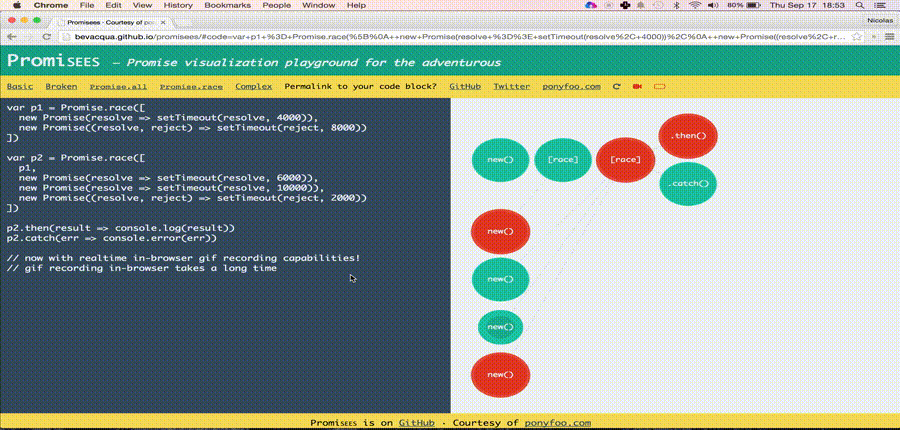 Chrome File Edit View History Bookmarks People Window Help 80% Thu Sep 17 18:53
Promisees - Courtesy of po Nicolas
bevacqua.github.io/promisees/#code=var+p1+%3D+Promise.race(%5B%0A++new+Promise(resolve+%3D%3E+setTimeout(resolve%2C+4000))%2C%0A++new+Promise((resolve%2C+r...
PromiSEES — Promise visualization playground for the adventurous
Basic Broken Promise.all Promise.race Complex Permalink to your code block? GitHub Twitter ponyfoo.com
var p1 = Promise.race([
new Promise(resolve => setTimeout(resolve, 4000)),
new Promise((resolve, reject) => setTimeout(reject, 8000))
])
var p2 = Promise.race([
p1,
new Promise(resolve => setTimeout(resolve, 6000)),
new Promise(resolve => setTimeout(resolve, 10000)),
new Promise((resolve, reject) => setTimeout(reject, 2000))
])
p2.then(result => console.log(result))
p2.catch(err => console.error(err))
// now with realtime in-browser gif recording capabilities!
// gif recording in-browser takes a long time
.then()
new() [race] [race]
.catch()
new()
new()
new()
new()
PromiSEES is on GitHub · Courtesy of ponyfoo.com